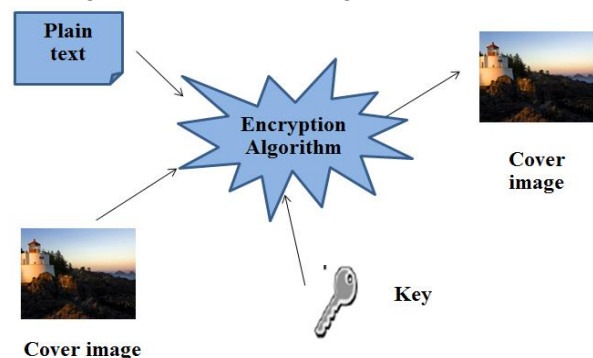 Plain
text
Encryption
Algorithm
Cover
image
Key
Cover image